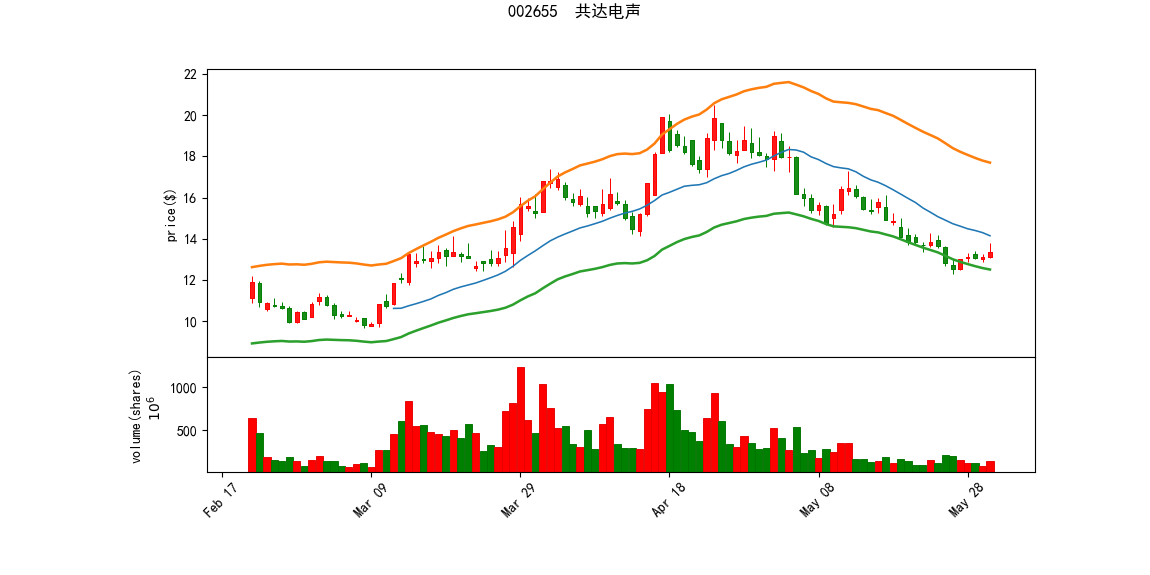 002655 共达电声
22
20
18
16
14
12
10
price($)
1000
500
volume(shares)
10^6
Feb 17
Mar 09
Mar 29
Apr 18
May 08
May 28